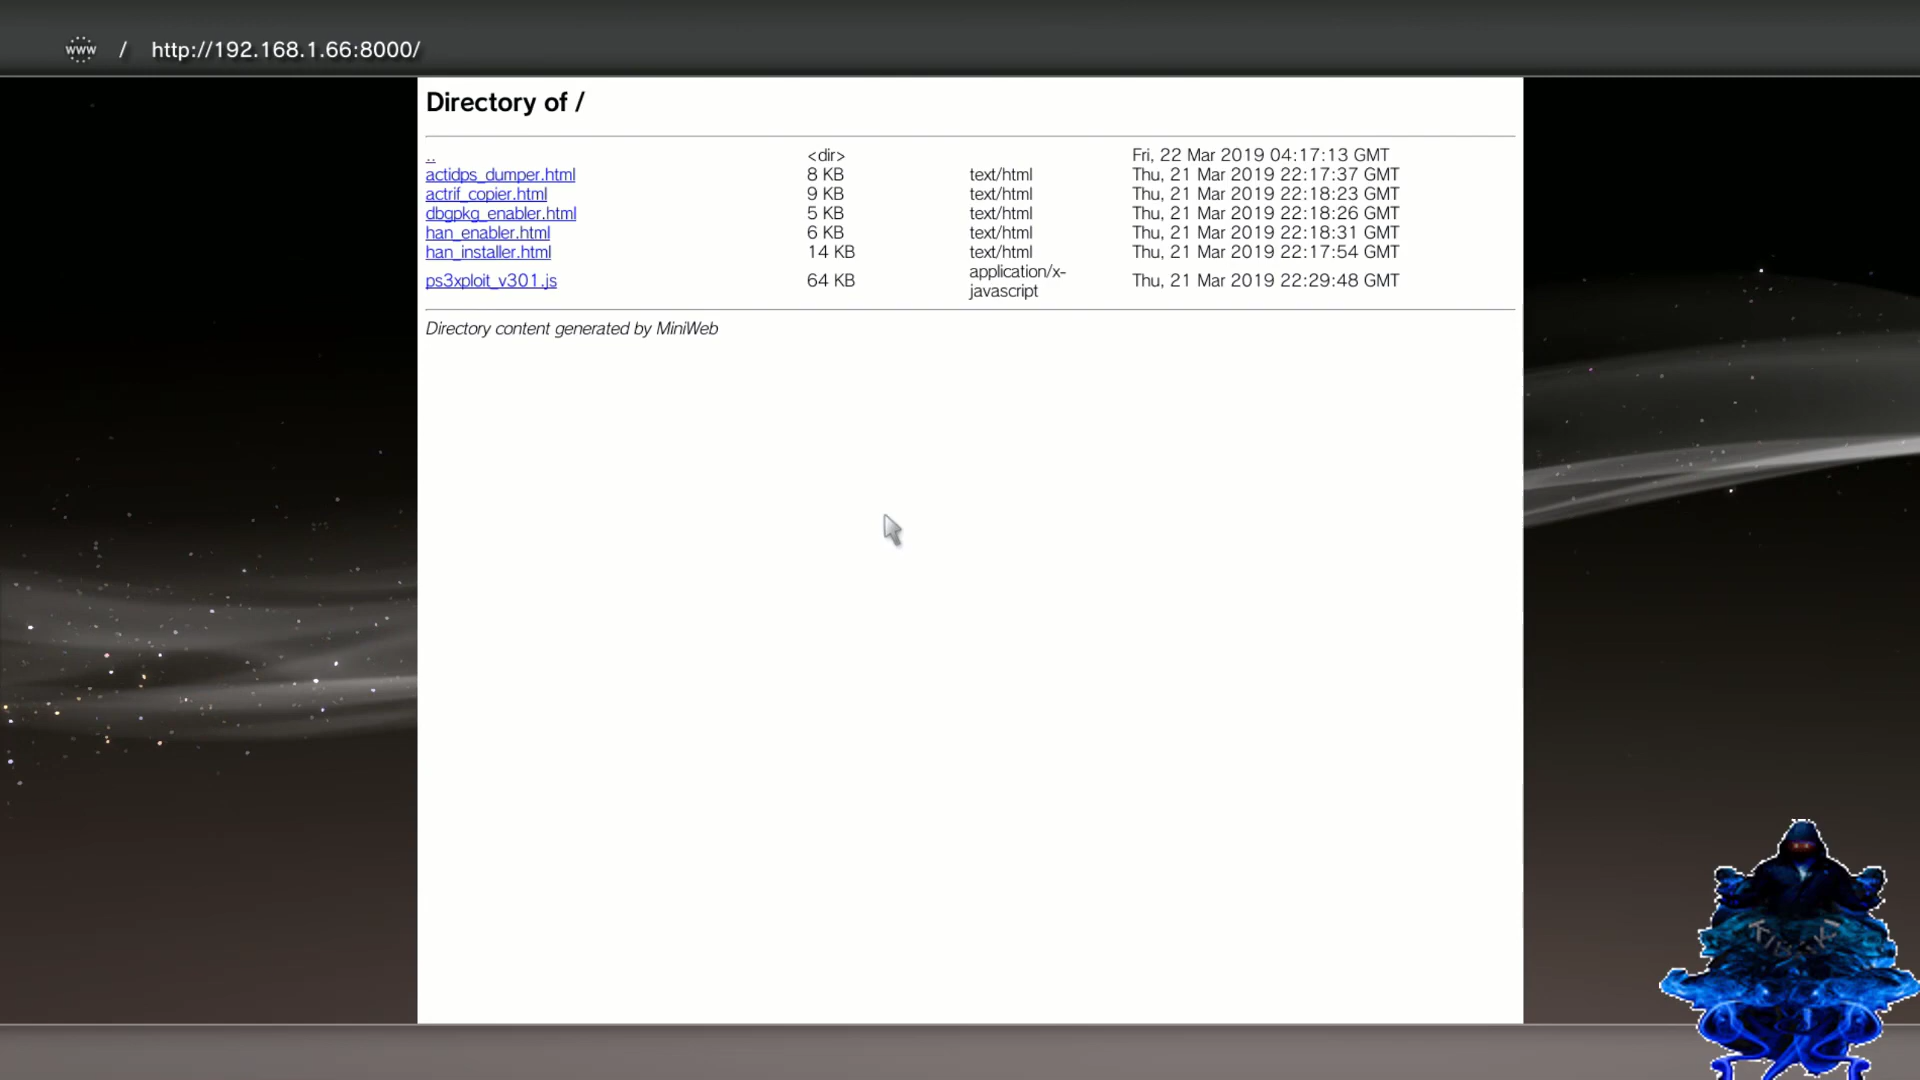 www / http://192.168.1.66:8000/
Directory of /
.. <dir> Fri, 22 Mar 2019 04:17:13 GMT
actidps_dumper.html 8 KB text/html Thu, 21 Mar 2019 22:17:37 GMT
actrif_copier.html 9 KB text/html Thu, 21 Mar 2019 22:18:23 GMT
dbgpkg_enabler.html 5 KB text/html Thu, 21 Mar 2019 22:18:26 GMT
han_enabler.html 6 KB text/html Thu, 21 Mar 2019 22:18:31 GMT
han_installer.html 14 KB text/html Thu, 21 Mar 2019 22:17:54 GMT
ps3xploit_v301.js 64 KB application/x-javascript Thu, 21 Mar 2019 22:29:48 GMT
Directory content generated by MiniWeb